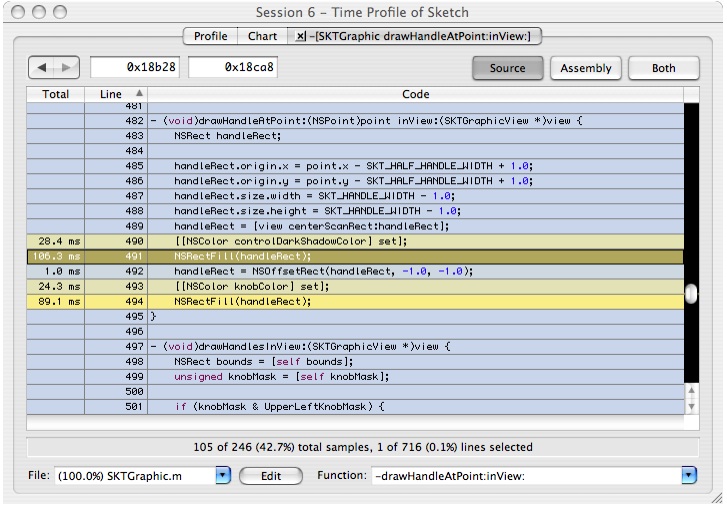 Session 6 – Time Profile of Sketch
Profile Chart x -[SKTGraphic drawHandleAtPoint:inView:]
0x18b28 0x18ca8 Source Assembly Both
Total Line Code
481
482 - (void)drawHandleAtPoint:(NSPoint)point inView:(SKTGraphicView *)view {
483 NSRect handleRect;
484
485 handleRect.origin.x = point.x - SKT_HALF_HANDLE_WIDTH + 1.0;
486 handleRect.origin.y = point.y - SKT_HALF_HANDLE_WIDTH + 1.0;
487 handleRect.size.width = SKT_HANDLE_WIDTH - 1.0;
488 handleRect.size.height = SKT_HANDLE_WIDTH - 1.0;
489 handleRect = [view centerScanRect:handleRect];
28.4 ms 490 [[NSColor controlDarkShadowColor] set];
106.3 ms 491 NSRectFill(handleRect);
1.0 ms 492 handleRect = NSOffsetRect(handleRect, -1.0, -1.0);
24.3 ms 493 [[NSColor knobColor] set];
89.1 ms 494 NSRectFill(handleRect);
495 }
496
497 - (void)drawHandlesInView:(SKTGraphicView *)view {
498 NSRect bounds = [self bounds];
499 unsigned knobMask = [self knobMask];
500
501 if (knobMask & UpperLeftKnobMask) {
105 of 246 (42.7%) total samples, 1 of 716 (0.1%) lines selected
File: (100.0%) SKTGraphic.m Edit Function: -drawHandleAtPoint:inView: